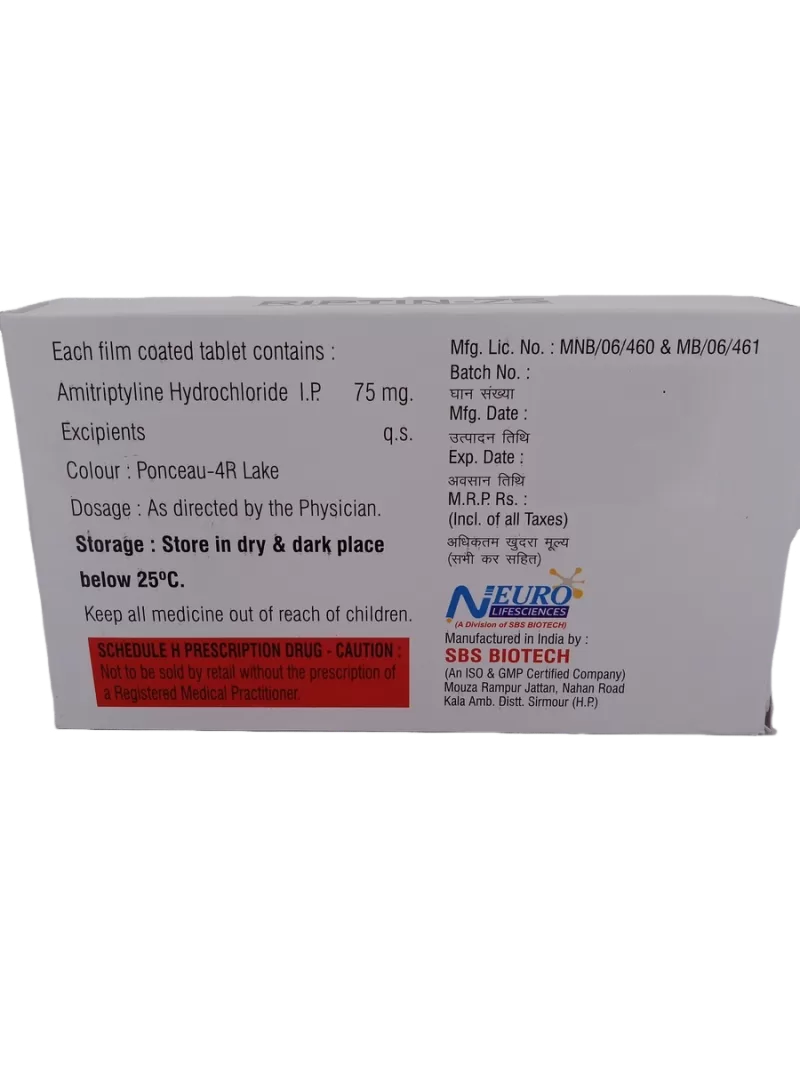 RIPTIN-75
Each film coated tablet contains :
Amitriptyline Hydrochloride I.P. 75 mg.
Excipients q.s.
Colour : Ponceau-4R Lake
Dosage : As directed by the Physician.
Storage : Store in dry & dark place
below 25ºC.
Keep all medicine out of reach of children.
SCHEDULE H PRESCRIPTION DRUG - CAUTION :
Not to be sold by retail without the prescription of
a Registered Medical Practitioner.
Mfg. Lic. No. : MNB/06/460 & MB/06/461
Batch No. :
घान संख्या
Mfg. Date :
उत्पादन तिथि
Exp. Date :
अवसान तिथि
M.R.P. Rs. :
(Incl. of all Taxes)
अधिकतम खुदरा मूल्य
(सभी कर सहित)
NEURO
LIFESCIENCES
(A Division of SBS BIOTECH)
Manufactured in India by :
SBS BIOTECH
(An ISO & GMP Certified Company)
Mouza Rampur Jattan, Nahan Road
Kala Amb. Distt. Sirmour (H.P.)